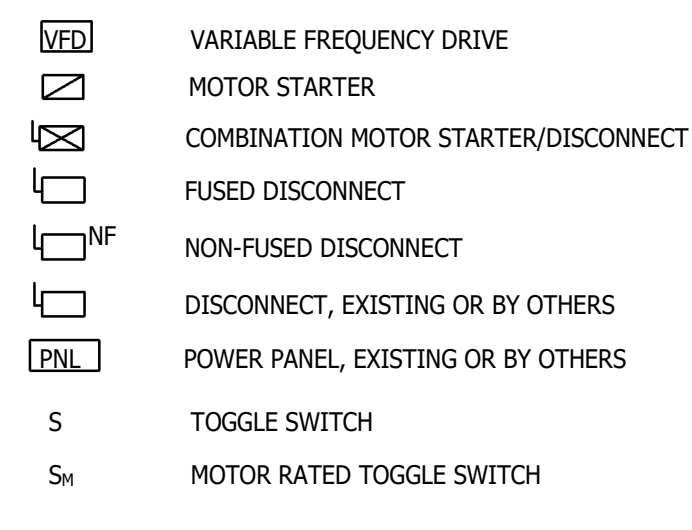 VFD VARIABLE FREQUENCY DRIVE
MOTOR STARTER
COMBINATION MOTOR STARTER/DISCONNECT
FUSED DISCONNECT
NF NON-FUSED DISCONNECT
DISCONNECT, EXISTING OR BY OTHERS
PNL POWER PANEL, EXISTING OR BY OTHERS
S TOGGLE SWITCH
SM MOTOR RATED TOGGLE SWITCH